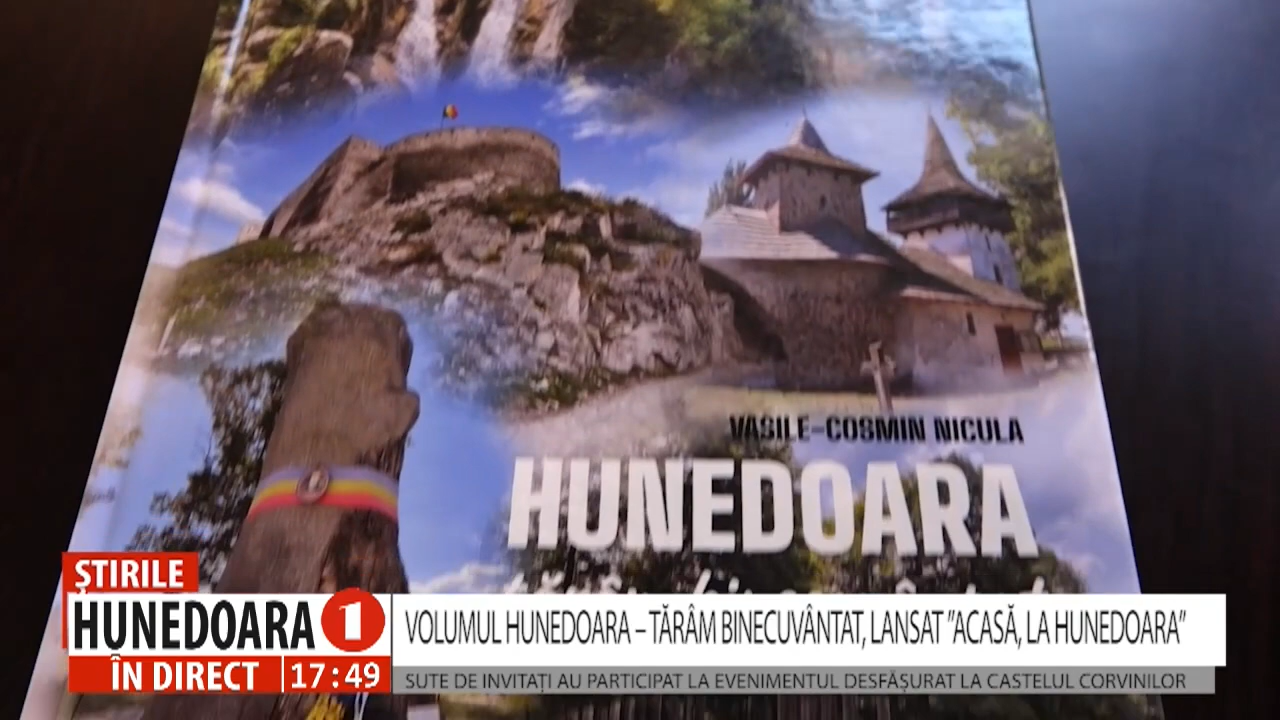 VASILE-COSMIN NICULA
HUNEDOARA
ŞTIRILE
HUNEDOARA 1
ÎN DIRECT 17:49
VOLUMUL HUNEDOARA – TĂRÂM BINECUVÂNTAT, LANSAT ”ACASĂ, LA HUNEDOARA”
SUTE DE INVITAȚI AU PARTICIPAT LA EVENIMENTUL DESFĂȘURAT LA CASTELUL CORVINILOR